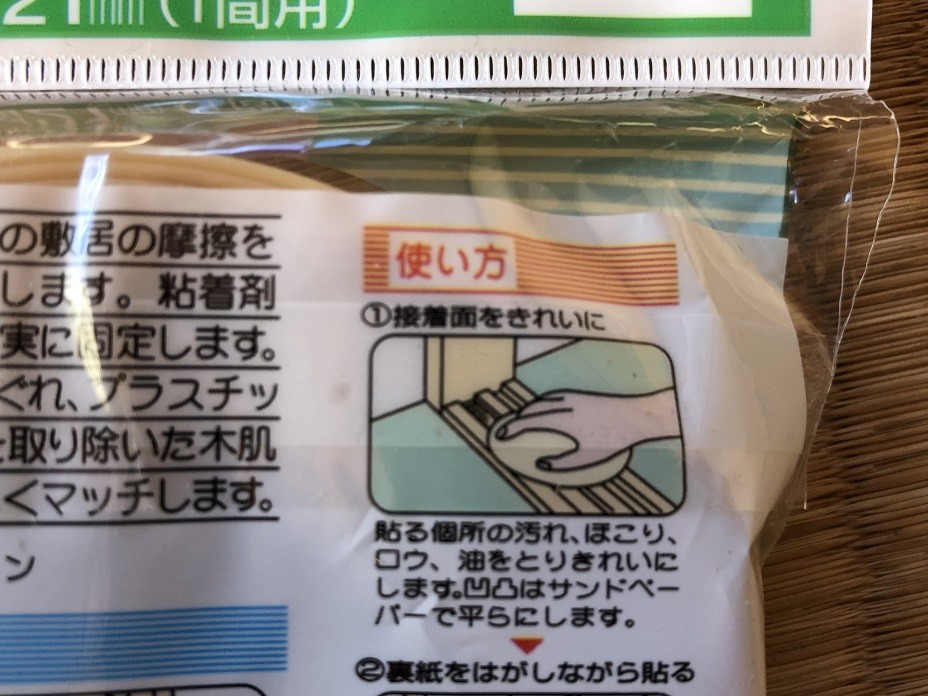 21mm(1間用)
の敷居の摩擦を
します。粘着剤
実に固定します。
ぐれ、プラスチッ
取り除いた木肌
くマッチします。
ン
使い方
①接着面をきれいに
貼る個所の汚れ、ほこり、
ロウ、油をとりきれいに
します。凹凸はサンドペー
パーで平らにします。
②裏紙をはがしながら貼る